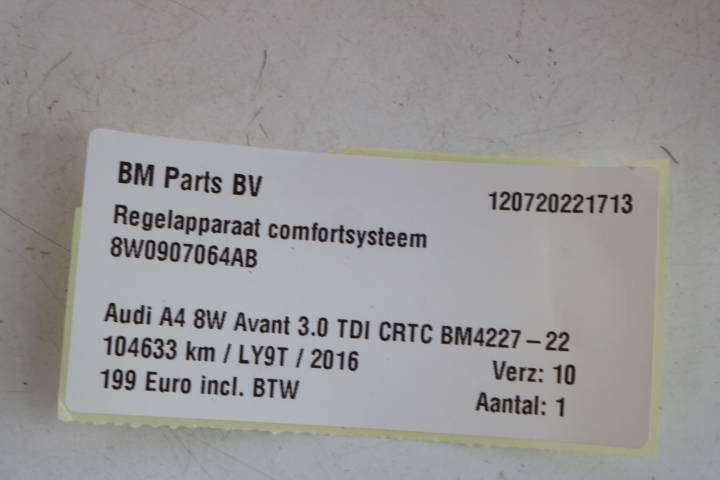 BM Parts BV
120720221713
Regelapparaat comfortsysteem
8W0907064AB
Audi A4 8W Avant 3.0 TDI CRTC BM4227-22
104633 km / LY9T / 2016
Verz: 10
199 Euro incl. BTW
Aantal: 1